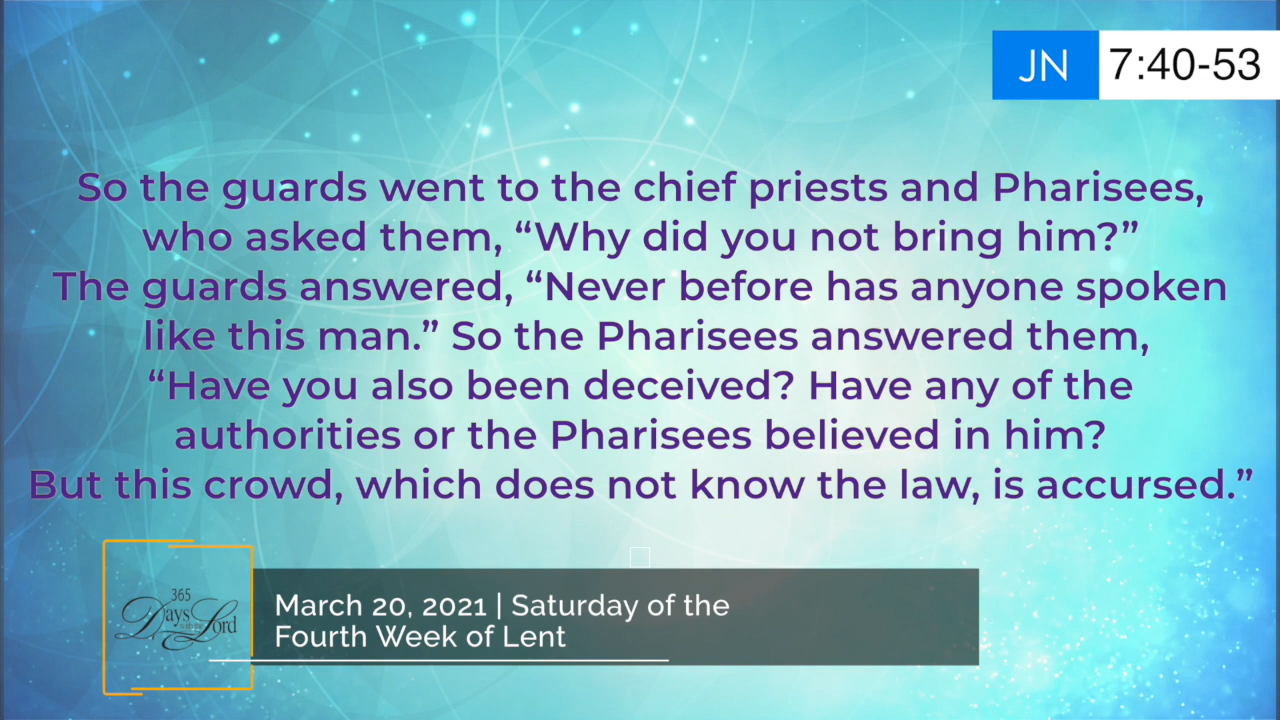 JN 7:40-53
So the guards went to the chief priests and Pharisees,
who asked them, “Why did you not bring him?”
The guards answered, “Never before has anyone spoken
like this man.” So the Pharisees answered them,
“Have you also been deceived? Have any of the
authorities or the Pharisees believed in him?
But this crowd, which does not know the law, is accursed.”
365
Days
Lord
March 20, 2021 | Saturday of the
Fourth Week of Lent